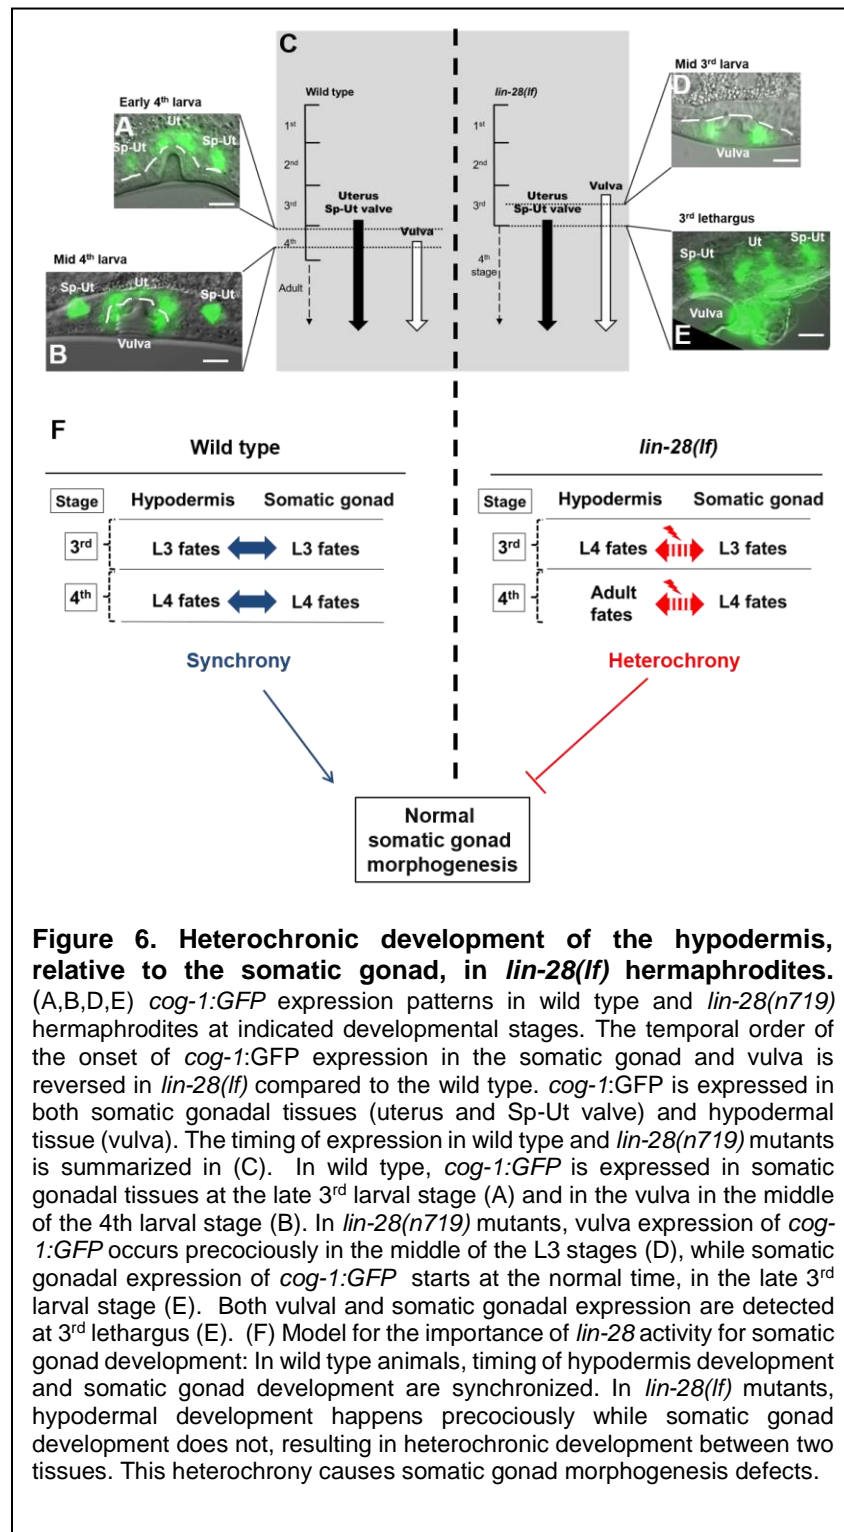 C
Wild type
lin-28(lf)
Mid 3rd larva
D
Vulva
Early 4th larva
A
Ut
Sp-Ut
Sp-Ut
1st
2nd
3rd
4th
Adult
Uterus
Sp-Ut valve
Vulva
1st
2nd
3rd
4th
stage
Uterus
Sp-Ut valve
Vulva
3rd lethargus
Sp-Ut
Ut
Sp-Ut
Vulva
E
Mid 4th larva
Sp-Ut
Ut
Sp-Ut
Vulva
B
F
Wild type
lin-28(lf)
Stage Hypodermis Somatic gonad
3rd L3 fates L3 fates
4th L4 fates L4 fates
Synchrony
Stage Hypodermis Somatic gonad
3rd L4 fates L3 fates
4th Adult fates L4 fates
Heterochrony
Normal
somatic gonad
morphogenesis
Figure 6. Heterochronic development of the hypodermis,
relative to the somatic gonad, in lin-28(lf) hermaphrodites.
(A,B,D,E) cog-1:GFP expression patterns in wild type and lin-28(n719)
hermaphrodites at indicated developmental stages. The temporal order of
the onset of cog-1:GFP expression in the somatic gonad and vulva is
reversed in lin-28(lf) compared to the wild type. cog-1:GFP is expressed in
both somatic gonadal tissues (uterus and Sp-Ut valve) and hypodermal
tissue (vulva). The timing of expression in wild type and lin-28(n719) mutants
is summarized in (C). In wild type, cog-1:GFP is expressed in somatic
gonadal tissues at the late 3rd larval stage (A) and in the vulva in the middle
of the 4th larval stage (B). In lin-28(n719) mutants, vulva expression of cog-
1:GFP occurs precociously in the middle of the L3 stages (D), while somatic
gonadal expression of cog-1:GFP starts at the normal time, in the late 3rd
larval stage (E). Both vulval and somatic gonadal expression are detected
at 3rd lethargus (E). (F) Model for the importance of lin-28 activity for somatic
gonad development: In wild type animals, timing of hypodermis development
and somatic gonad development are synchronized. In lin-28(lf) mutants,
hypodermal development happens precociously while somatic gonad
development does not, resulting in heterochronic development between two
tissues. This heterochrony causes somatic gonad morphogenesis defects.